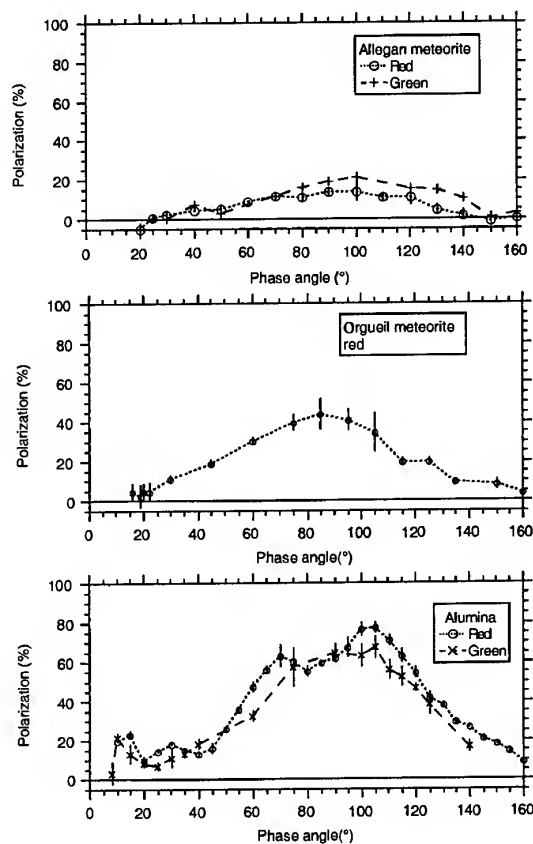 100
80
60
40
20
0
Polarization (%)
Allegan meteorite
Red
Green
0 20 40 60 80 100 120 140 160
Phase angle (°)
100
80
60
40
20
0
Polarization (%)
Orgueil meteorite
red
0 20 40 60 80 100 120 140 160
Phase angle(°)
100
80
60
40
20
0
Polarization (%)
Alumina
Red
Green
0 20 40 60 80 100 120 140 160
Phase angle(°)